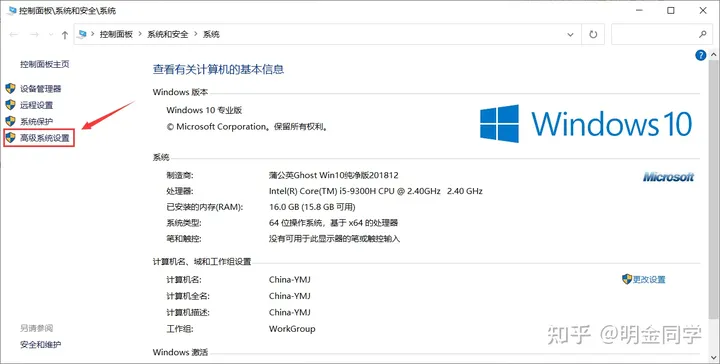 控制面板\系统和安全\系统
控制面板 › 系统和安全 › 系统
控制面板主页
设备管理器
远程设置
系统保护
高级系统设置
另请参阅
安全和维护
查看有关计算机的基本信息
Windows 版本
Windows 10 专业版
© Microsoft Corporation。保留所有权利。
Windows 10
系统
制造商: 蒲公英Ghost Win10纯净版201812
处理器: Intel(R) Core(TM) i5-9300H CPU @ 2.40GHz 2.40 GHz
已安装的内存(RAM): 16.0 GB (15.8 GB 可用)
系统类型: 64 位操作系统，基于 x64 的处理器
笔和触控: 没有可用于此显示器的笔或触控输入
Microsoft
计算机名、域和工作组设置
计算机名: China-YMJ
更改设置
计算机全名: China-YMJ
计算机描述: China-YMJ
工作组: WorkGroup
Windows 激活
知乎 @明金同学